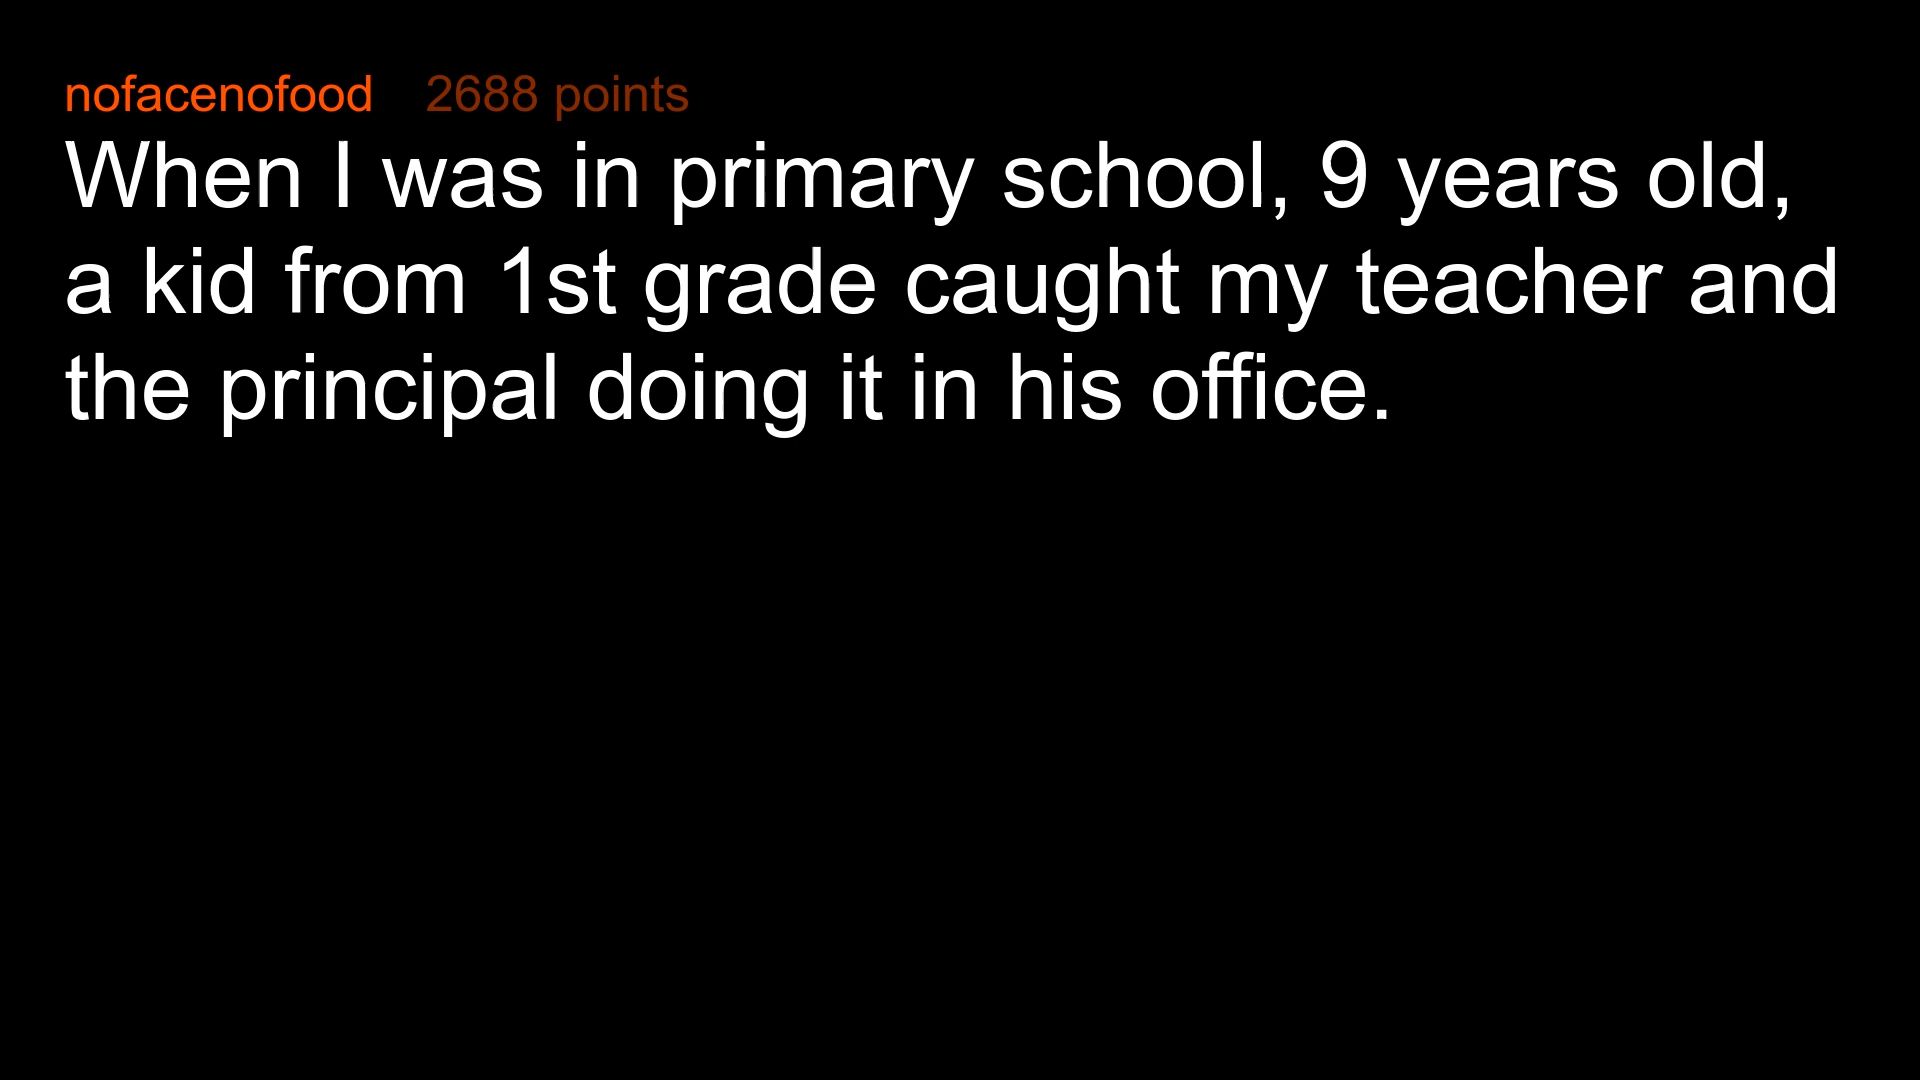 nofacenofood 2688 points
When I was in primary school, 9 years old,
a kid from 1st grade caught my teacher and
the principal doing it in his office.